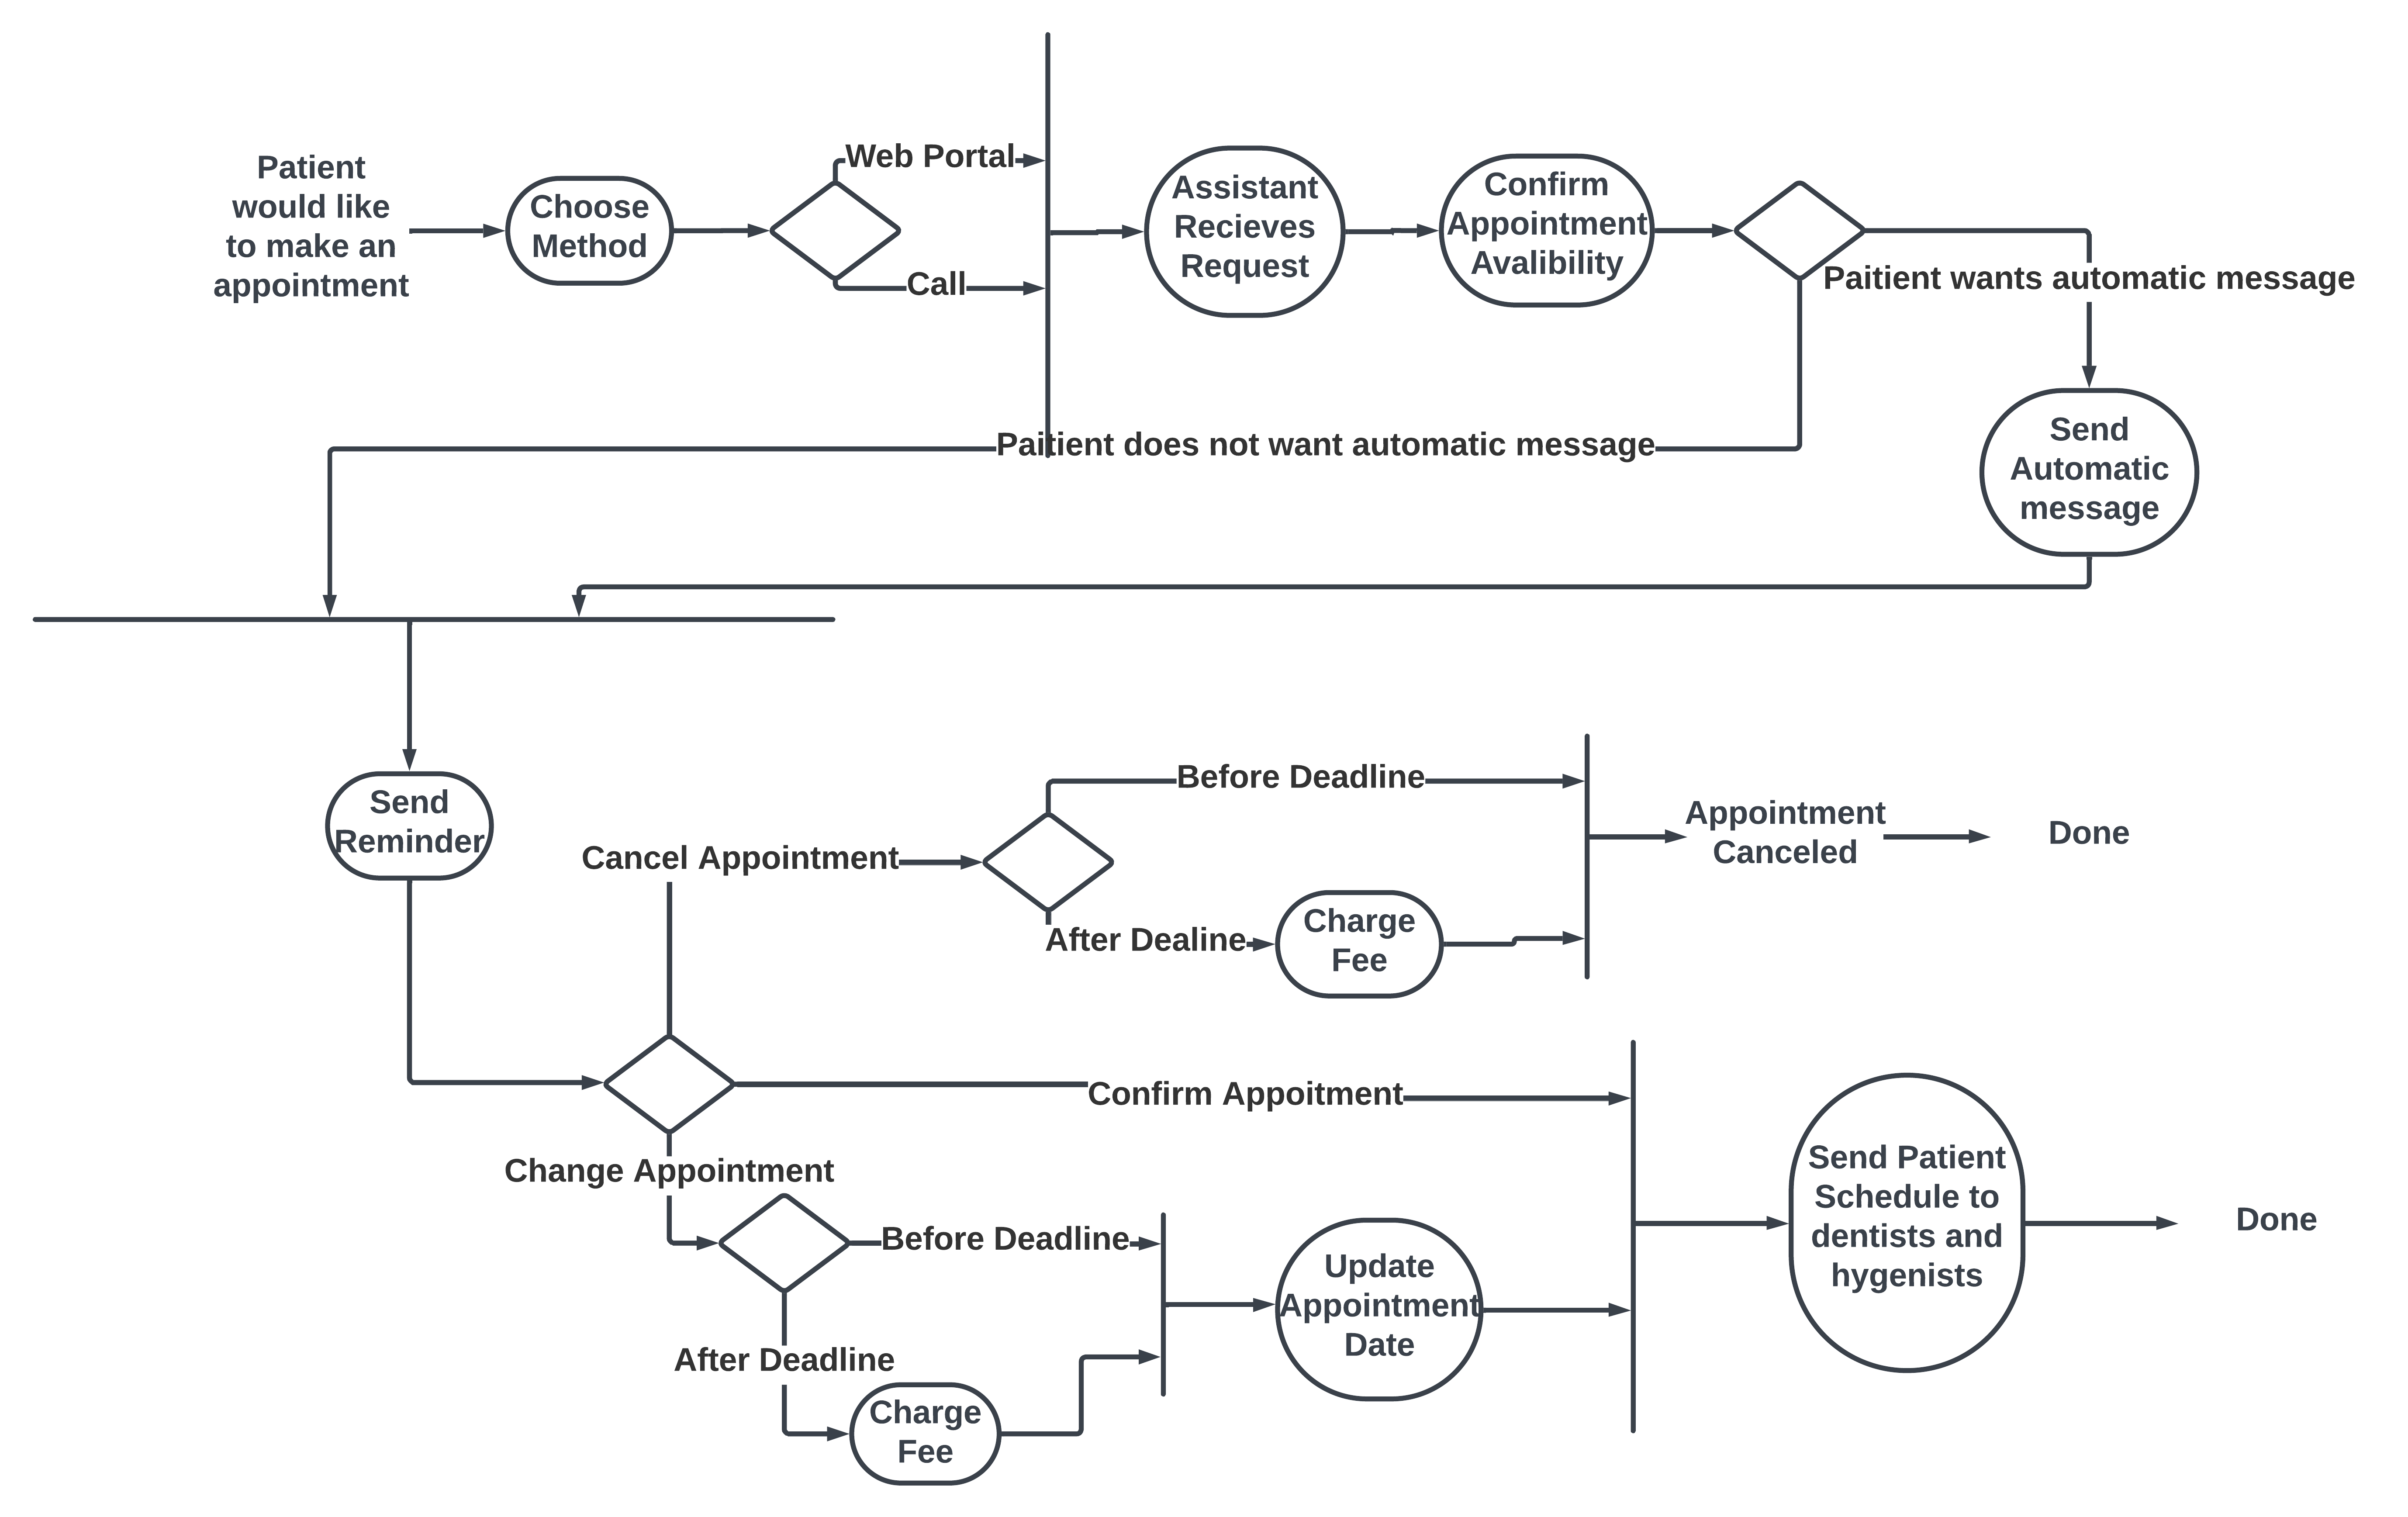 Patient
would like
to make an
appointment
Choose
Method
Web Portal
Call
Assistant
Recieves
Request
Confirm
Appointment
Avalibility
Paitient wants automatic message
Paitient does not want automatic message
Send
Automatic
message
Send
Reminder
Cancel Appointment
Before Deadline
After Dealine
Charge
Fee
Appointment
Canceled
Done
Confirm Appoitment
Change Appointment
Before Deadline
After Deadline
Charge
Fee
Update
Appointment
Date
Send Patient
Schedule to
dentists and
hygenists
Done